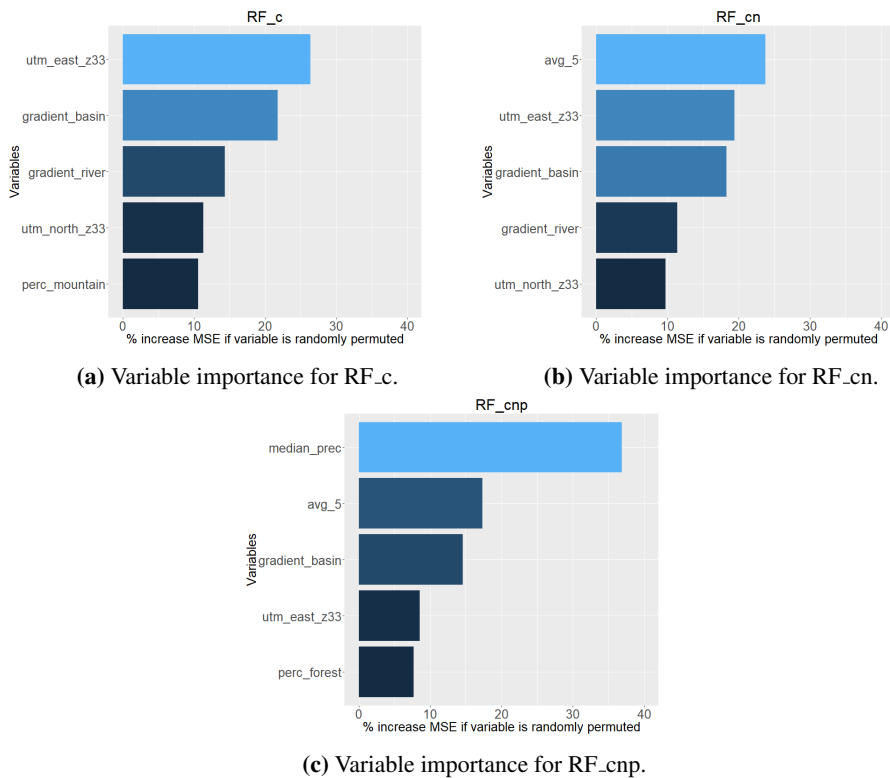 RF_c
Variables
utm_east_z33
gradient_basin
gradient_river
utm_north_z33
perc_mountain
0 10 20 30 40
% increase MSE if variable is randomly permuted
(a) Variable importance for RF_c.
RF_cn
Variables
avg_5
utm_east_z33
gradient_basin
gradient_river
utm_north_z33
0 10 20 30 40
% increase MSE if variable is randomly permuted
(b) Variable importance for RF_cn.
RF_cnp
Variables
median_prec
avg_5
gradient_basin
utm_east_z33
perc_forest
0 10 20 30 40
% increase MSE if variable is randomly permuted
(c) Variable importance for RF_cnp.